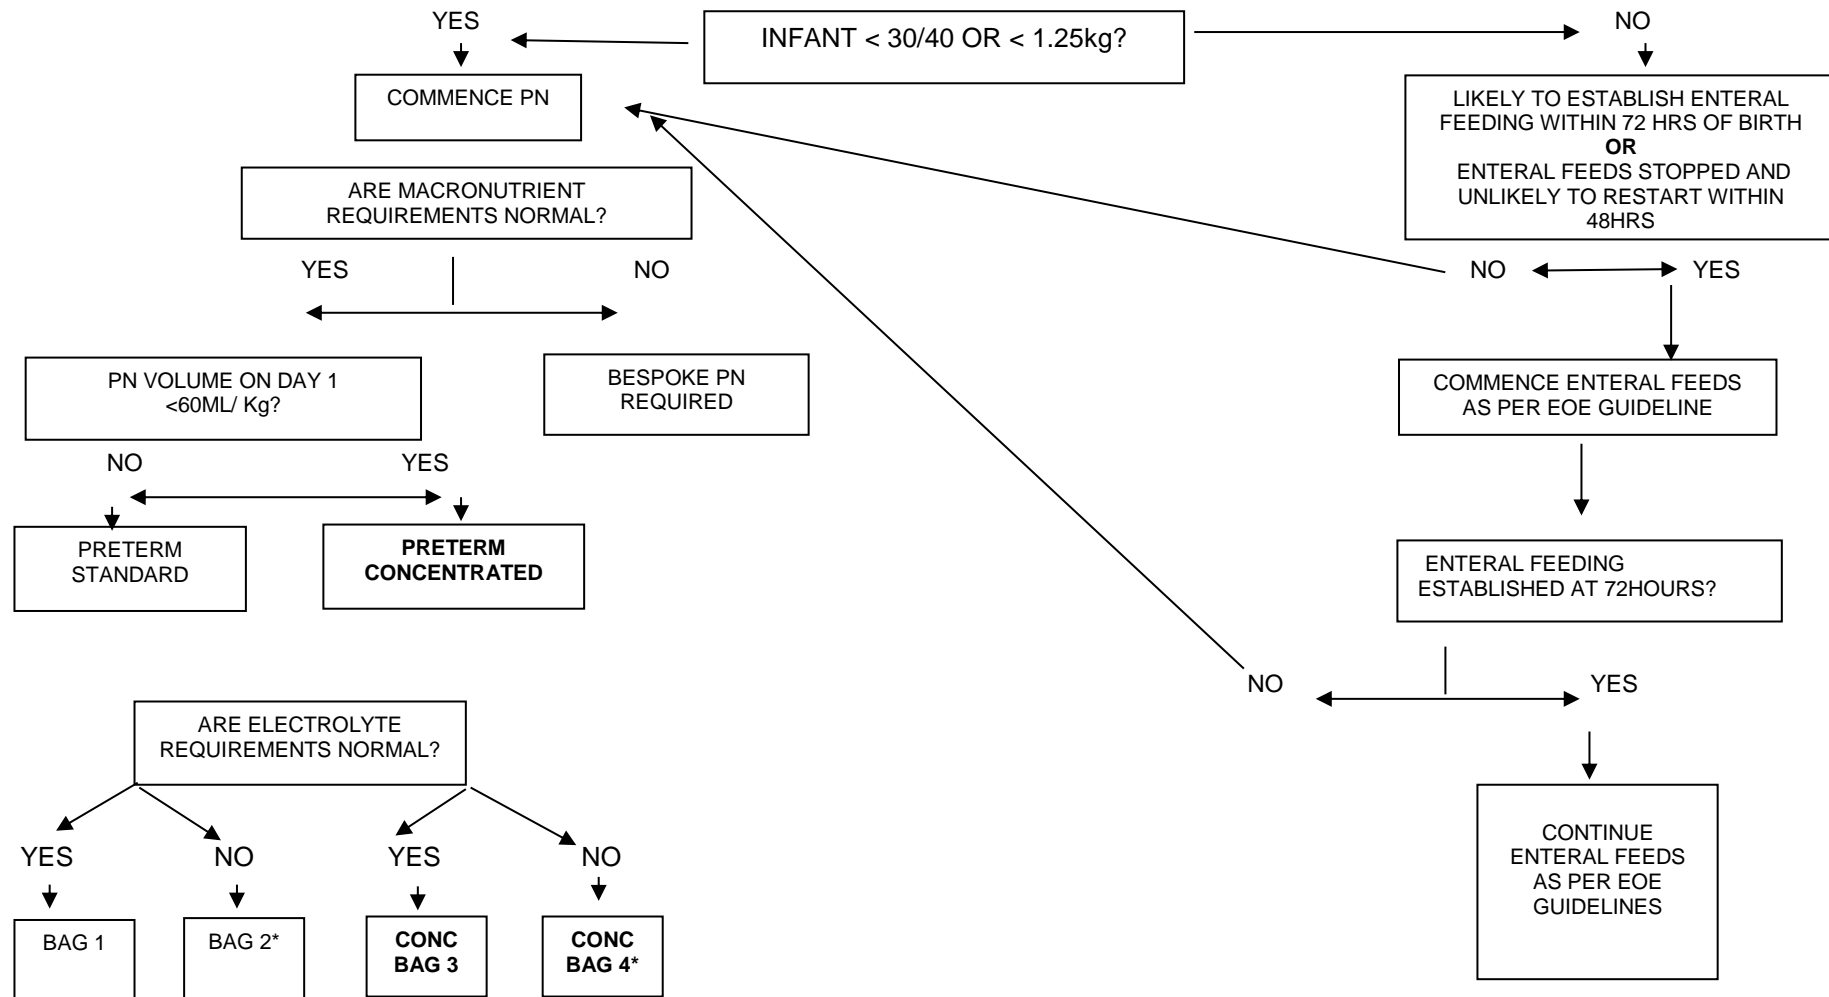 YES
INFANT < 30/40 OR < 1.25kg?
NO
COMMENCE PN
LIKELY TO ESTABLISH ENTERAL
FEEDING WITHIN 72 HRS OF BIRTH
OR
ENTERAL FEEDS STOPPED AND
UNLIKELY TO RESTART WITHIN
48HRS
ARE MACRONUTRIENT
REQUIREMENTS NORMAL?
YES
NO
NO
YES
PN VOLUME ON DAY 1
<60ML/ Kg?
BESPOKE PN
REQUIRED
COMMENCE ENTERAL FEEDS
AS PER EOE GUIDELINE
NO
YES
PRETERM
STANDARD
PRETERM
CONCENTRATED
ENTERAL FEEDING
ESTABLISHED AT 72HOURS?
NO
YES
ARE ELECTROLYTE
REQUIREMENTS NORMAL?
YES
NO
YES
NO
BAG 1
BAG 2*
CONC
BAG 3
CONC
BAG 4*
CONTINUE
ENTERAL FEEDS
AS PER EOE
GUIDELINES